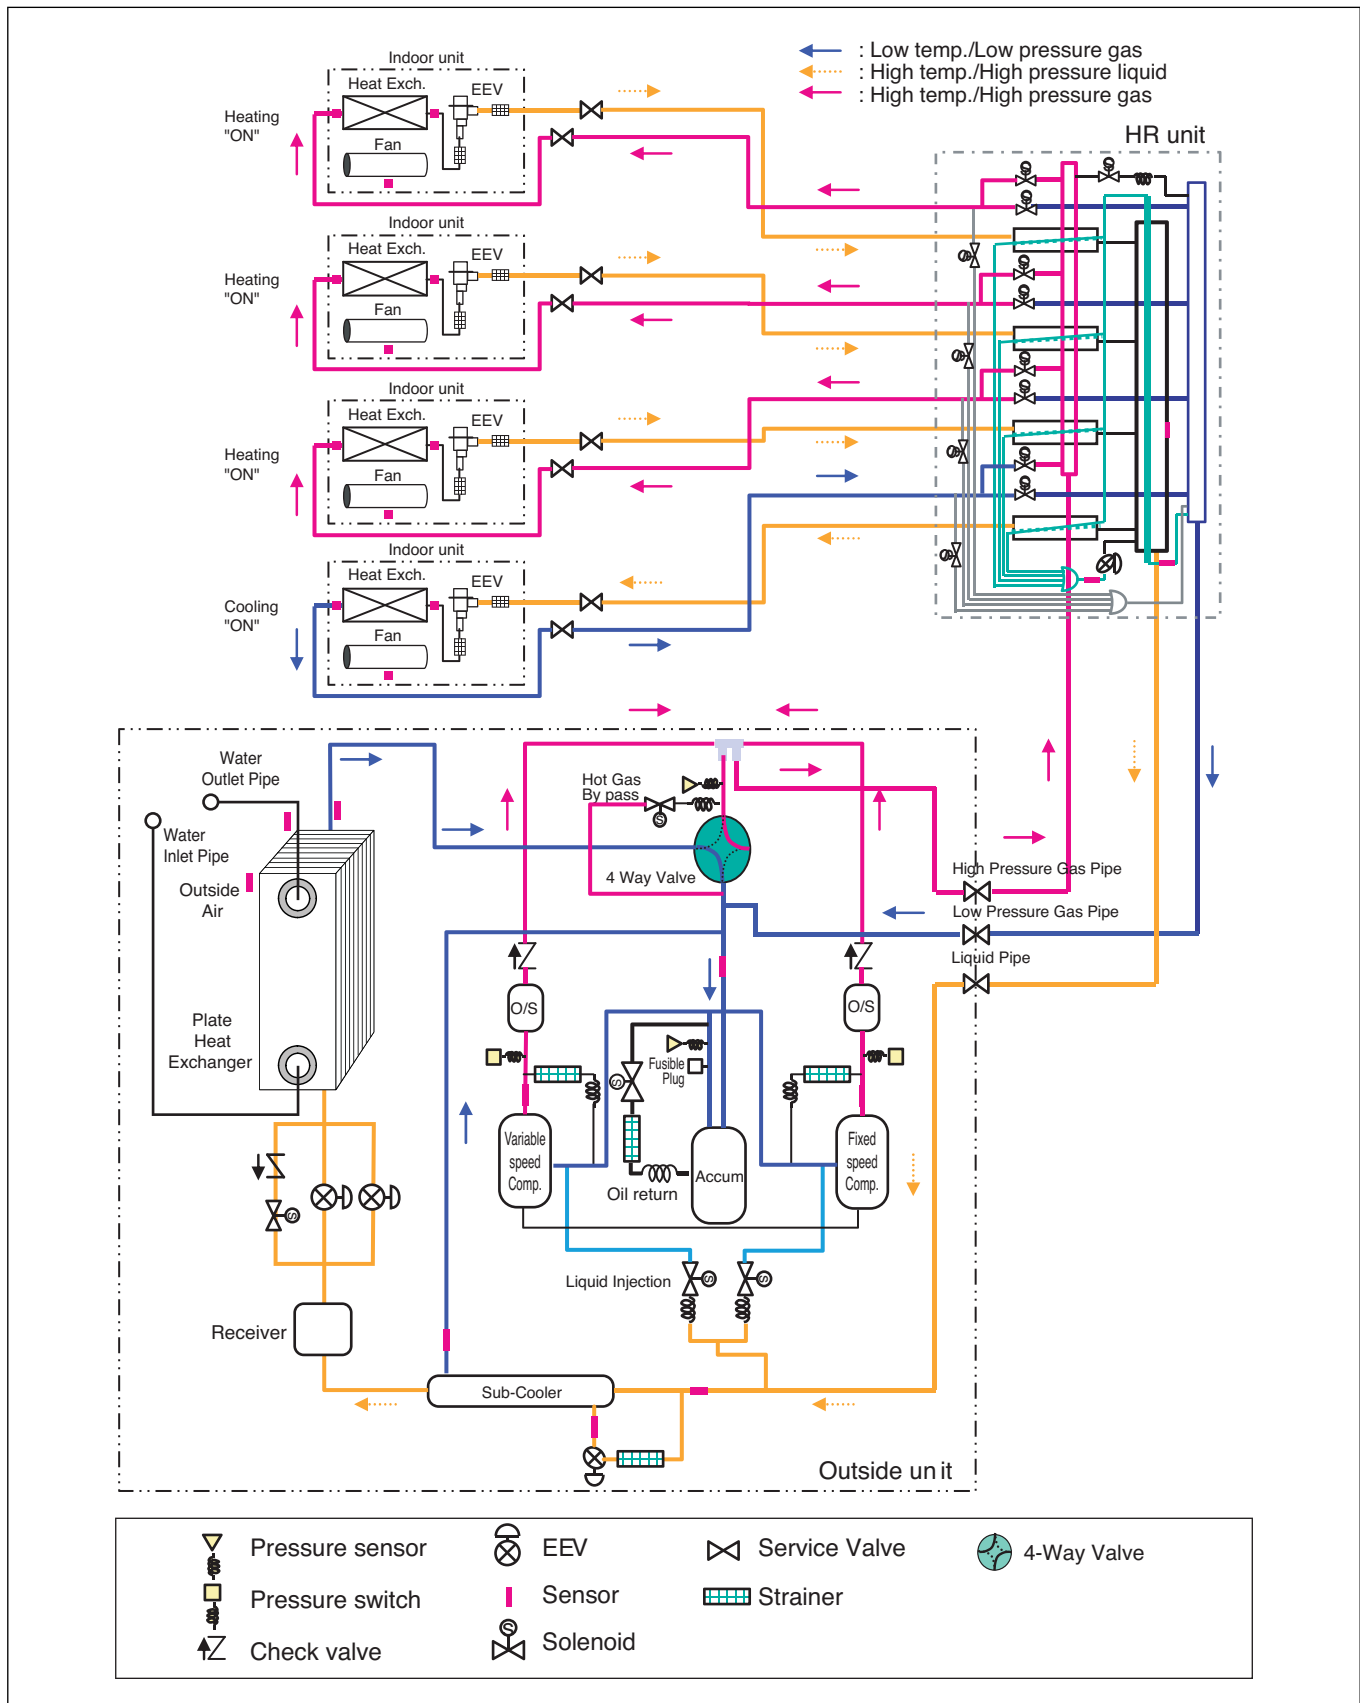 : Low temp./Low pressure gas
: High temp./High pressure liquid
: High temp./High pressure gas
HR unit
Indoor unit
Heat Exch.
EEV
Fan
Heating
"ON"
Indoor unit
Heat Exch.
EEV
Fan
Heating
"ON"
Indoor unit
Heat Exch.
EEV
Fan
Heating
"ON"
Indoor unit
Heat Exch.
EEV
Fan
Cooling
"ON"
Water
Outlet Pipe
Water
Inlet Pipe
Outside
Air
Plate
Heat
Exchanger
Hot Gas
By pass
S
4 Way Valve
High Pressure Gas Pipe
Low Pressure Gas Pipe
Liquid Pipe
O/S
O/S
Fusible
Plug
S
Variable
speed
Comp.
Accum
Fixed
speed
Comp.
Oil return
S
Liquid Injection
S
S
Receiver
Sub-Cooler
Outside unit
Pressure sensor
EEV
Service Valve
4-Way Valve
Pressure switch
Sensor
Strainer
Check valve
S
Solenoid